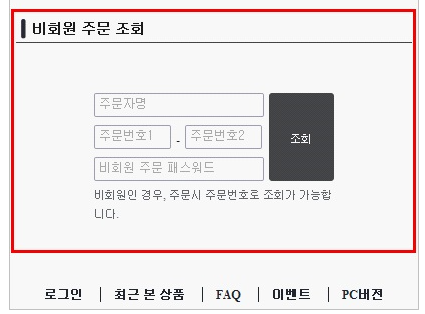 비회원 주문 조회
주문자명
주문번호1 - 주문번호2
조회
비회원 주문 패스워드
비회원인 경우, 주문시 주문번호로 조회가 가능합
니다.
로그인 | 최근 본 상품 | FAQ | 이벤트 | PC버전